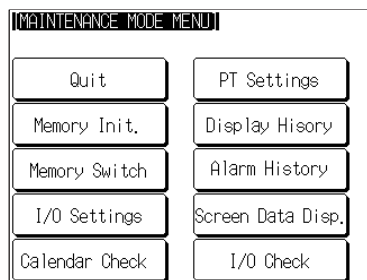 [MAINTENANCE MODE MENU]
Quit
PT Settings
Memory Init.
Display Hisory
Memory Switch
Alarm History
I/O Settings
Screen Data Disp.
Calendar Check
I/O Check